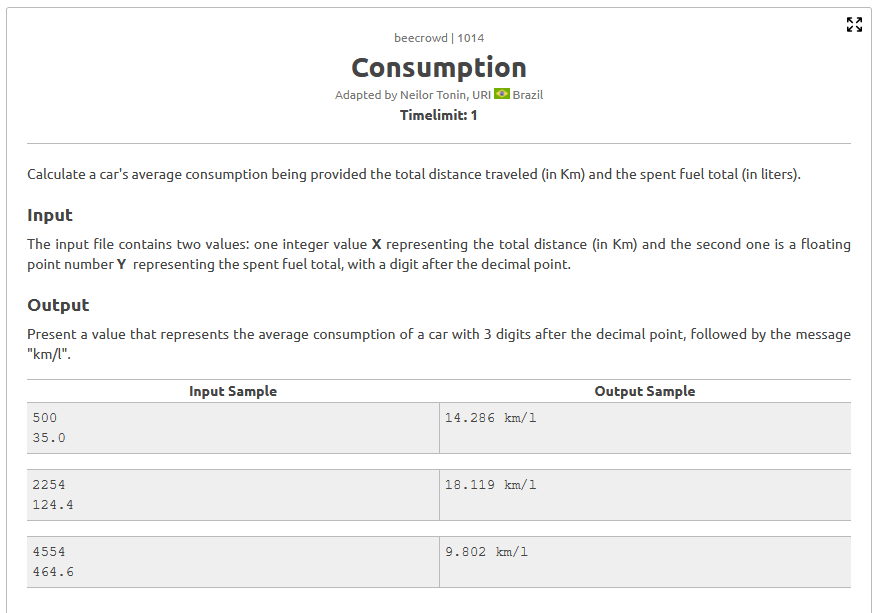 beecrowd | 1014
Consumption
Adapted by Neilor Tonin, URI Brazil
Timelimit: 1
Calculate a car's average consumption being provided the total distance traveled (in Km) and the spent fuel total (in liters).
Input
The input file contains two values: one integer value X representing the total distance (in Km) and the second one is a floating
point number Y representing the spent fuel total, with a digit after the decimal point.
Output
Present a value that represents the average consumption of a car with 3 digits after the decimal point, followed by the message
"km/l".
Input Sample Output Sample
500 14.286 km/l
35.0
2254 18.119 km/l
124.4
4554 9.802 km/l
464.6